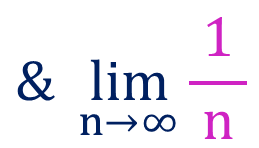 & lim n→∞ 1/n